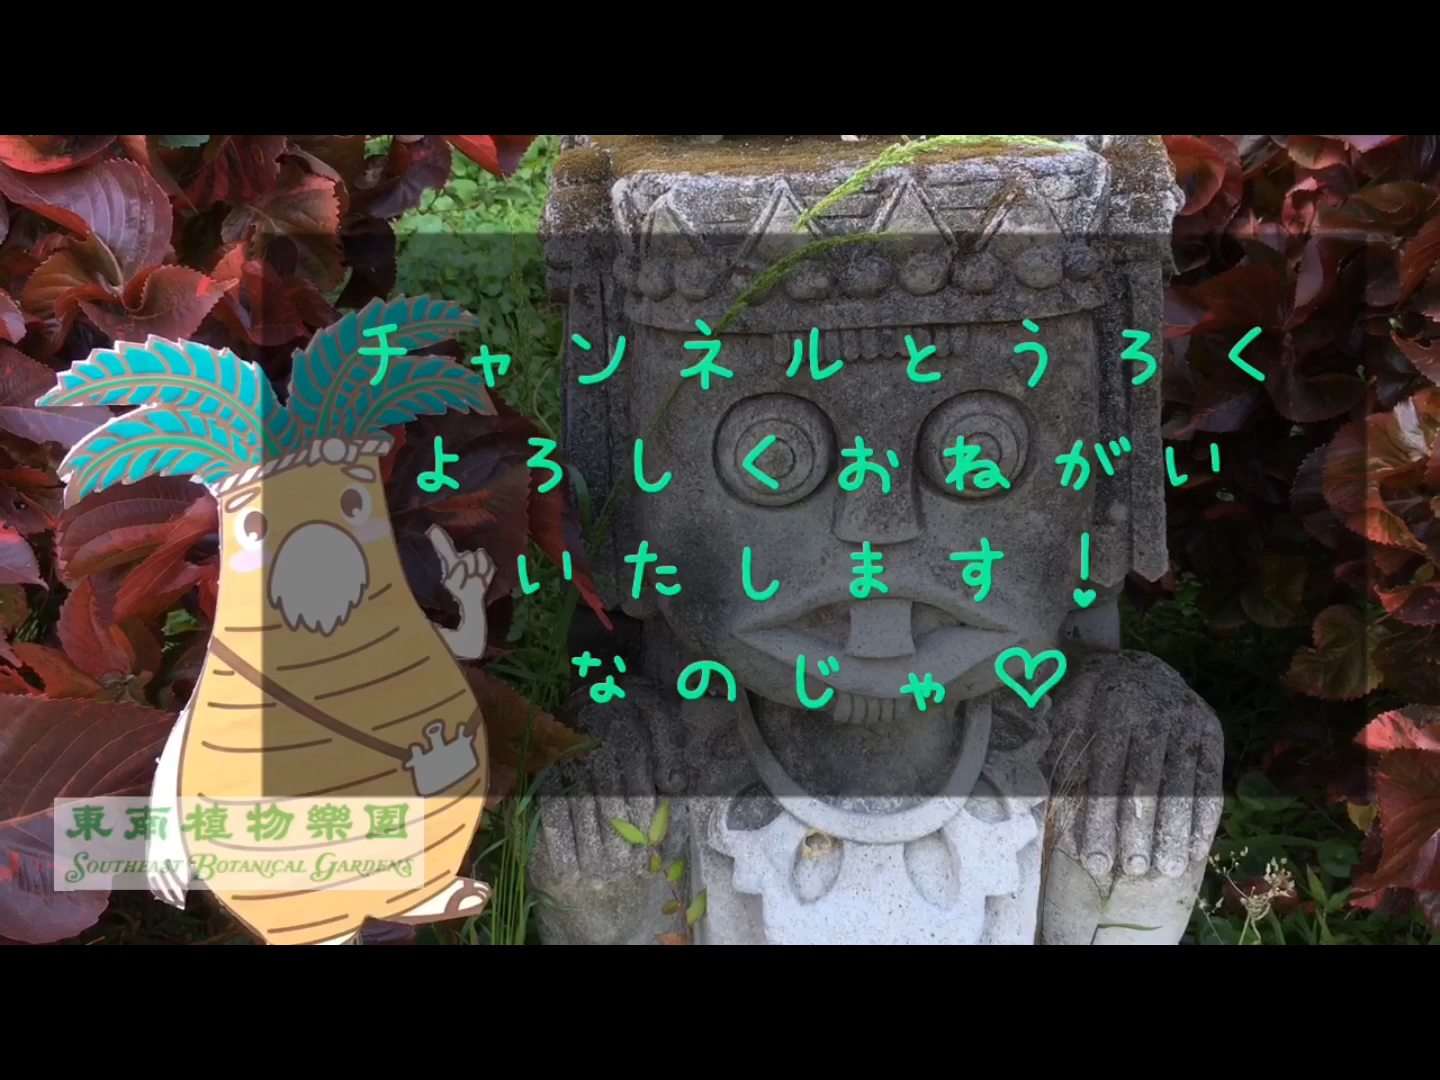 チャンネルとうろく
よろしくおねがい
いたします！
なのじゃ♡
東南植物樂園
SOUTHEAST BOTANICAL GARDENS